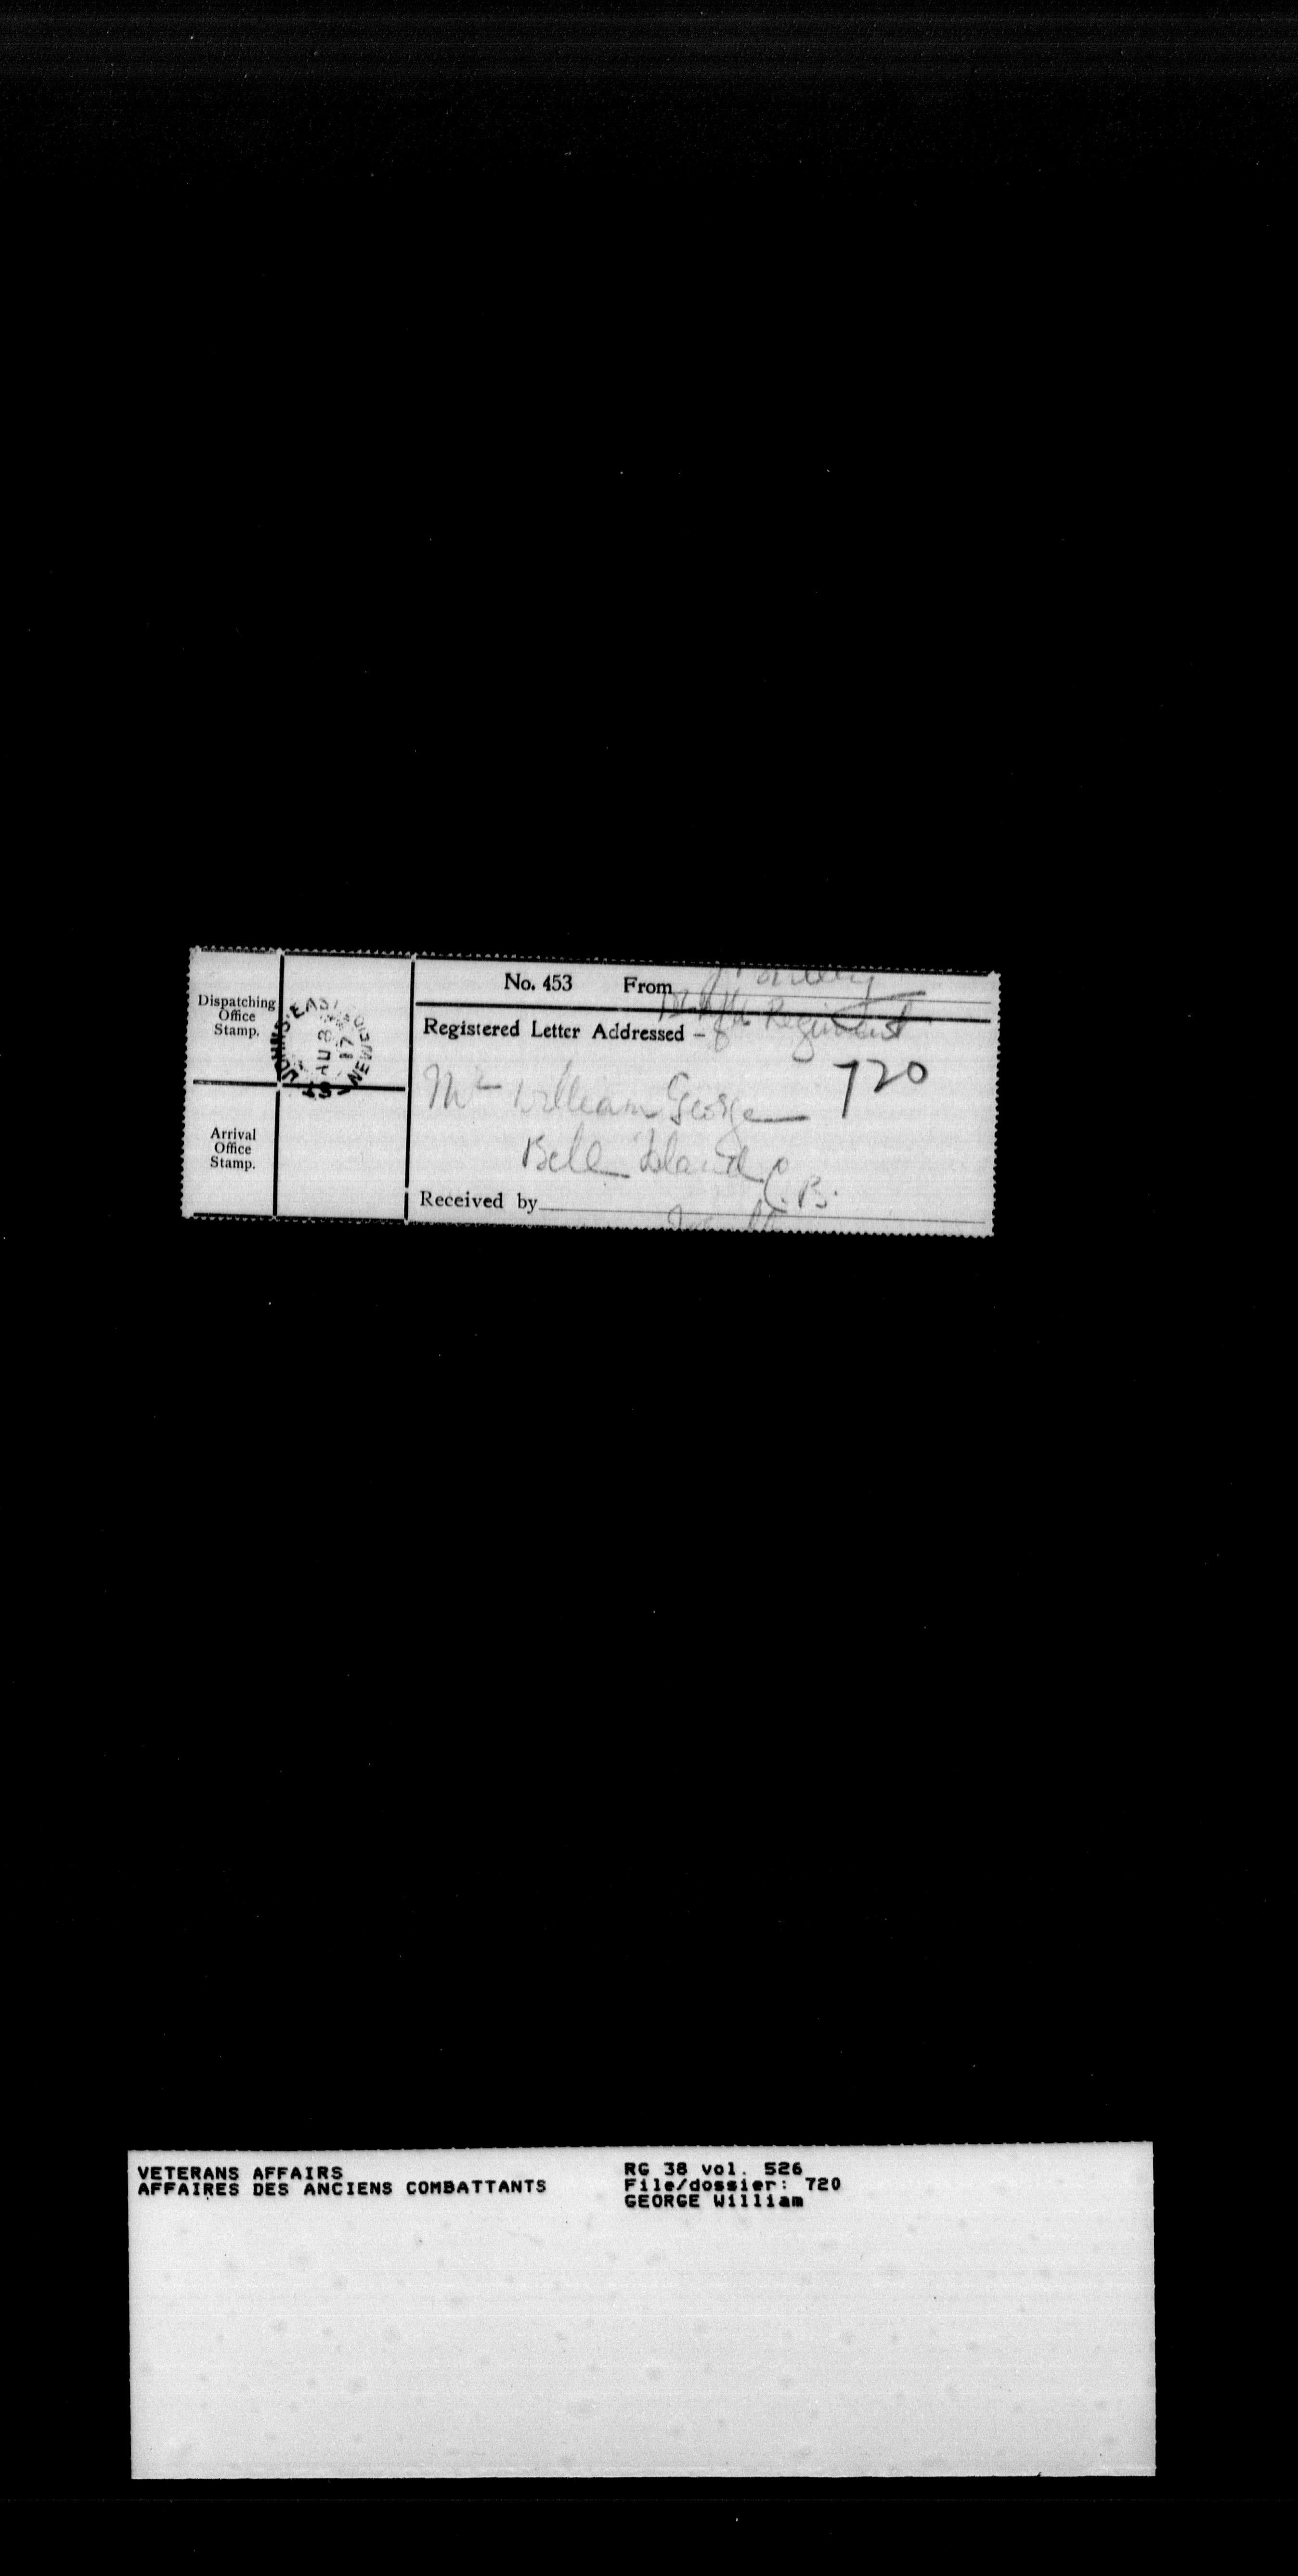 No. 453 From
Dispatching
Office
Stamp.
Regiment
Registered Letter Addressed -
720
Mr William George
Bell Island C.B.
Arrival
Office
Stamp.
Received by
VETERANS AFFAIRS
AFFAIRES DES ANCIENS COMBATTANTS
RG 38 vol. 526
File/dossier: 720
GEORGE William